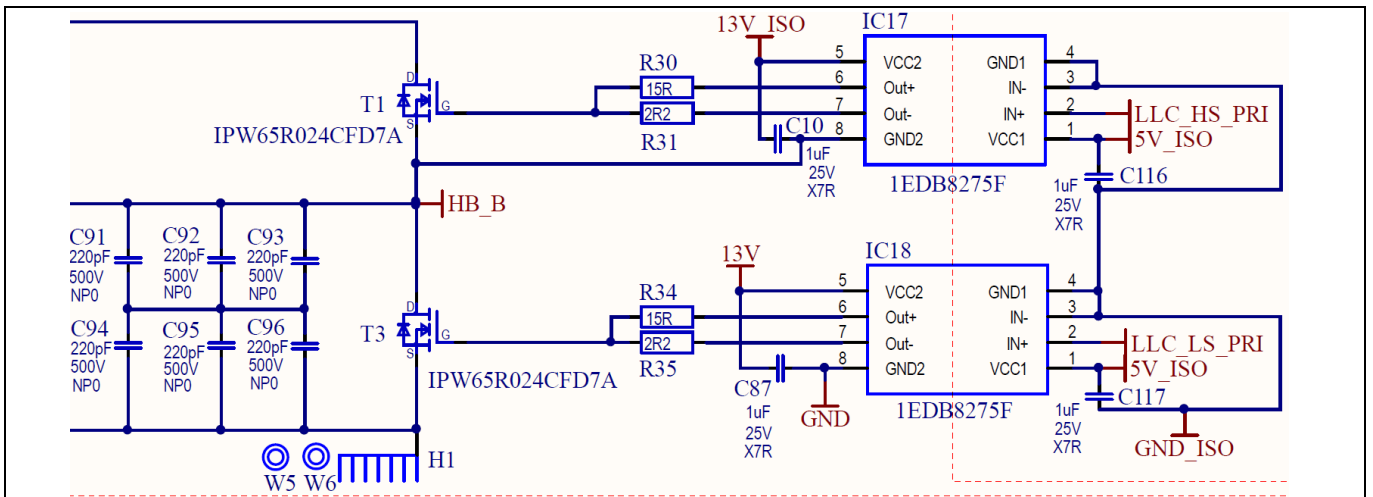 13V_ISO
IC17
R30
15R
2R2
R31
T1
D
G
S
IPW65R024CFD7A
C10
1uF
25V
X7R
5
6
7
8
VCC2
Out+
Out-
GND2
GND1
IN-
IN+
VCC1
4
3
2
1
1EDB8275F
LLC_HS_PRI
5V_ISO
C116
1uF
25V
X7R
HB_B
C91
220pF
500V
NP0
C92
220pF
500V
NP0
C93
220pF
500V
NP0
C94
220pF
500V
NP0
C95
220pF
500V
NP0
C96
220pF
500V
NP0
T3
D
G
S
IPW65R024CFD7A
R34
15R
2R2
R35
13V
IC18
C87
1uF
25V
X7R
GND
5
6
7
8
VCC2
Out+
Out-
GND2
GND1
IN-
IN+
VCC1
4
3
2
1
1EDB8275F
LLC_LS_PRI
5V_ISO
C117
1uF
25V
X7R
GND_ISO
W5 W6
H1